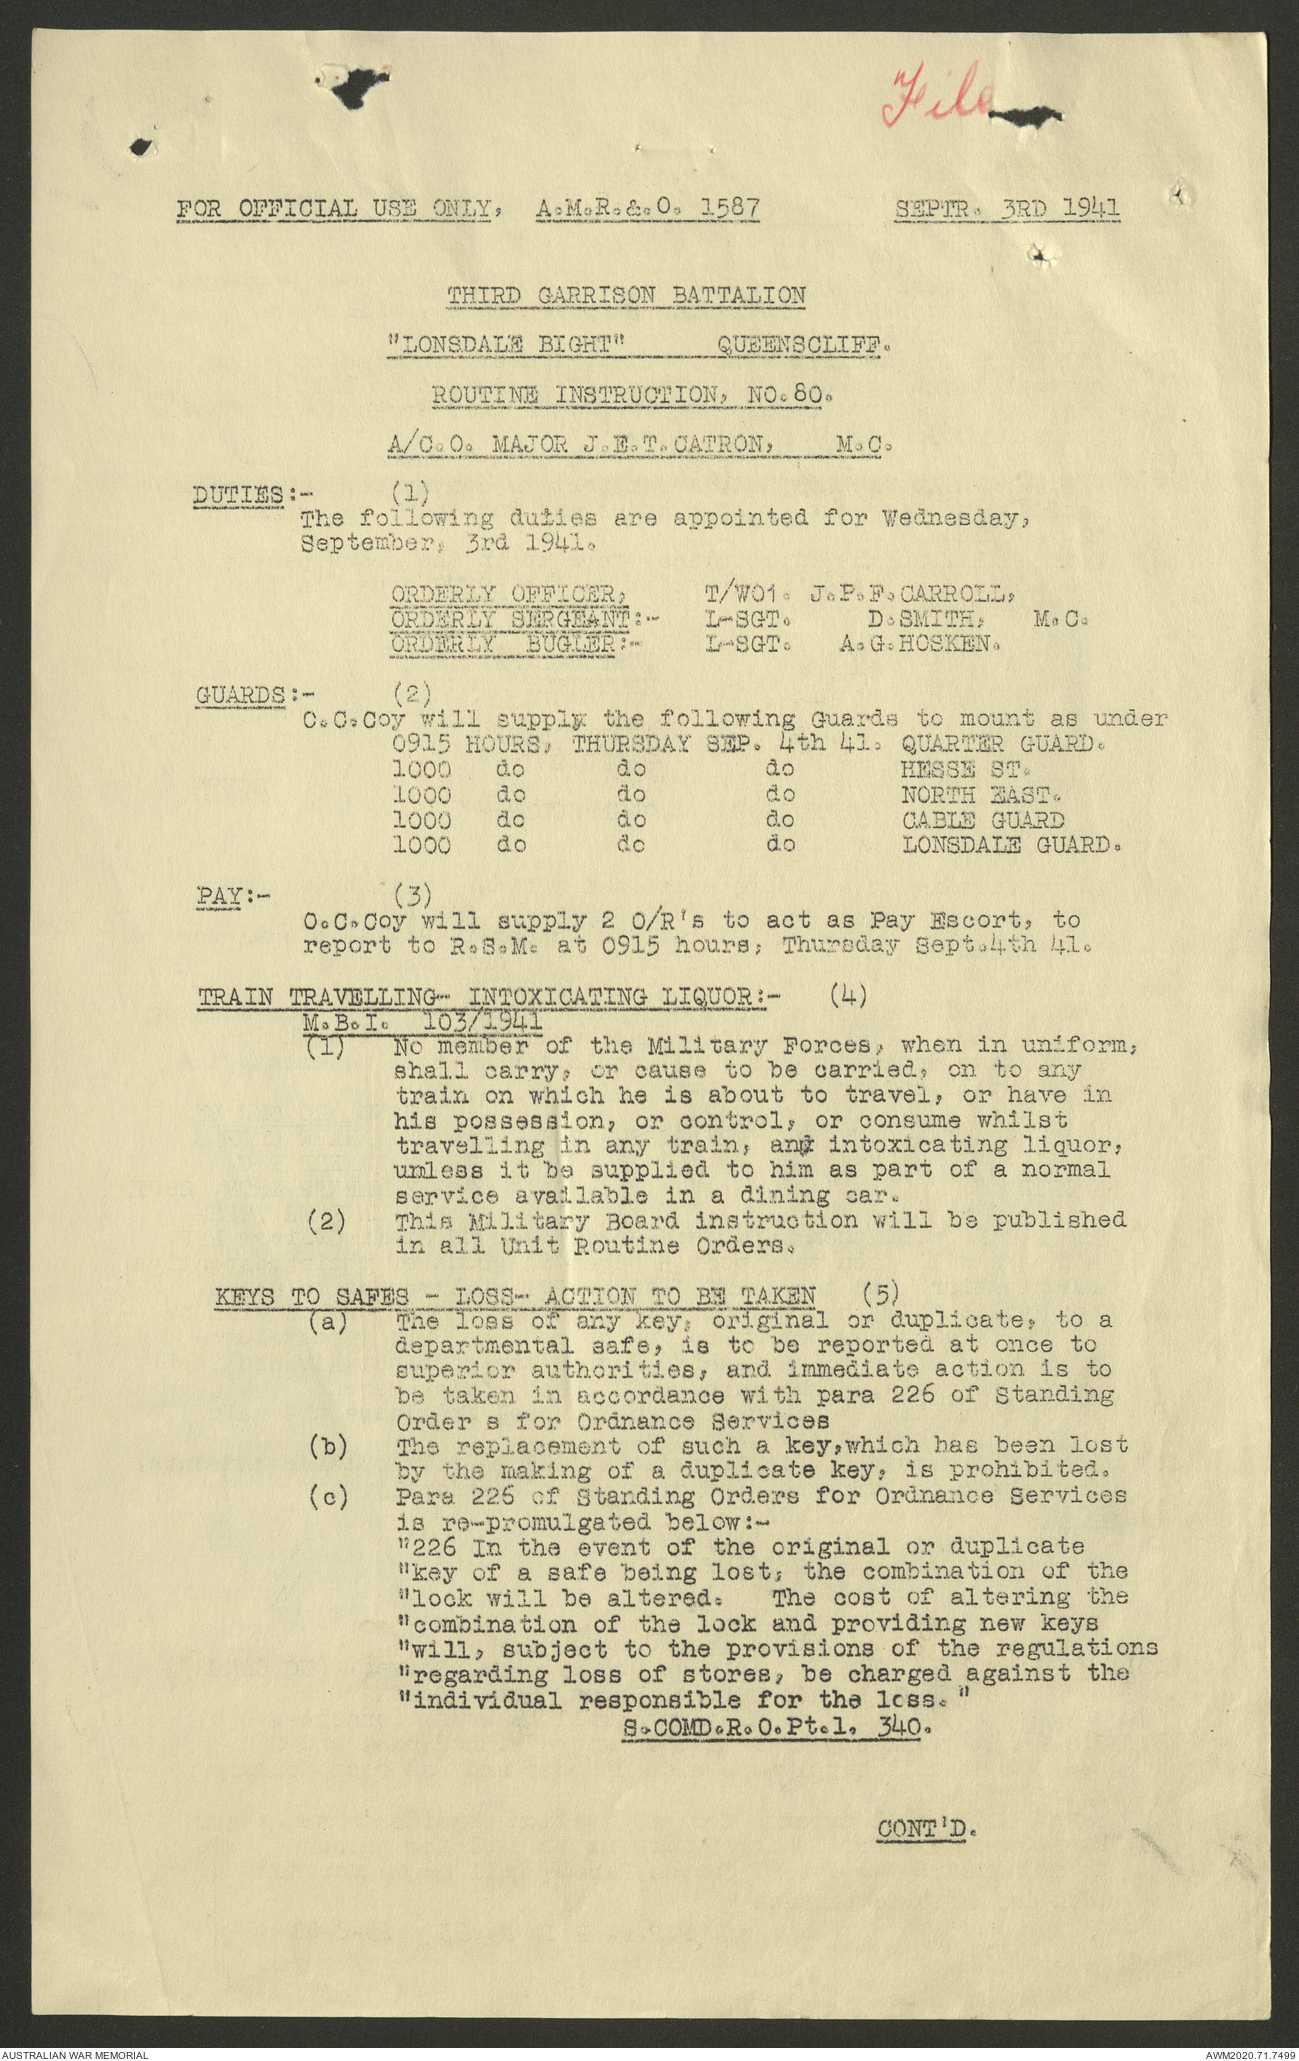 File
FOR OFFICIAL USE ONLY, A.M.R.&.O. 1587 SEPTR. 3RD 1941
THIRD GARRISON BATTALION
"LONSDALE BIGHT" QUEENSCLIFF.
ROUTINE INSTRUCTION, NO.80.
A/C.O. MAJOR J.E.T.CATRON, M.C.
DUTIES:- (1)
The following duties are appointed for Wednesday,
September, 3rd 1941.
ORDERLY OFFICER, T/WO1. J.P.F.CARROLL,
ORDERLY SERGEANT:- L-SGT. D.SMITH, M.C.
ORDERLY BUGLER:- L-SGT. A.G.HOSKEN.
GUARDS:- (2)
O.C.Coy will supply the following Guards to mount as under
0915 HOURS, THURSDAY SEP. 4th 41. QUARTER GUARD.
1000 do do do HESSE ST.
1000 do do do NORTH EAST.
1000 do do do CABLE GUARD
1000 do do do LONSDALE GUARD.
PAY:- (3)
O.C.Coy will supply 2 O/R's to act as Pay Escort, to
report to R.S.M. at 0915 hours, Thursday Sept.4th 41.
TRAIN TRAVELLING- INTOXICATING LIQUOR:- (4)
M.B.I. 103/1941
(1) No member of the Military Forces, when in uniform,
shall carry, or cause to be carried, on to any
train on which he is about to travel, or have in
his possession, or control, or consume whilst
travelling in any train, any intoxicating liquor,
unless it be supplied to him as part of a normal
service available in a dining car.
(2) This Military Board instruction will be published
in all Unit Routine Orders.
KEYS TO SAFES - LOSS- ACTION TO BE TAKEN (5)
(a) The loss of any key, original or duplicate, to a
departmental safe, is to be reported at once to
superior authorities, and immediate action is to
be taken in accordance with para 226 of Standing
Order s for Ordnance Services
(b) The replacement of such a key,which has been lost
by the making of a duplicate key, is prohibited.
(c) Para 226 of Standing Orders for Ordnance Services
is re-promulgated below:-
"226 In the event of the original or duplicate
"key of a safe being lost, the combination of the
"lock will be altered. The cost of altering the
"combination of the lock and providing new keys
"will, subject to the provisions of the regulations
"regarding loss of stores, be charged against the
"individual responsible for the loss."
S.COMD.R.O.Pt.1. 340.
CONT'D.
AUSTRALIAN WAR MEMORIAL AWM2020.71.7499